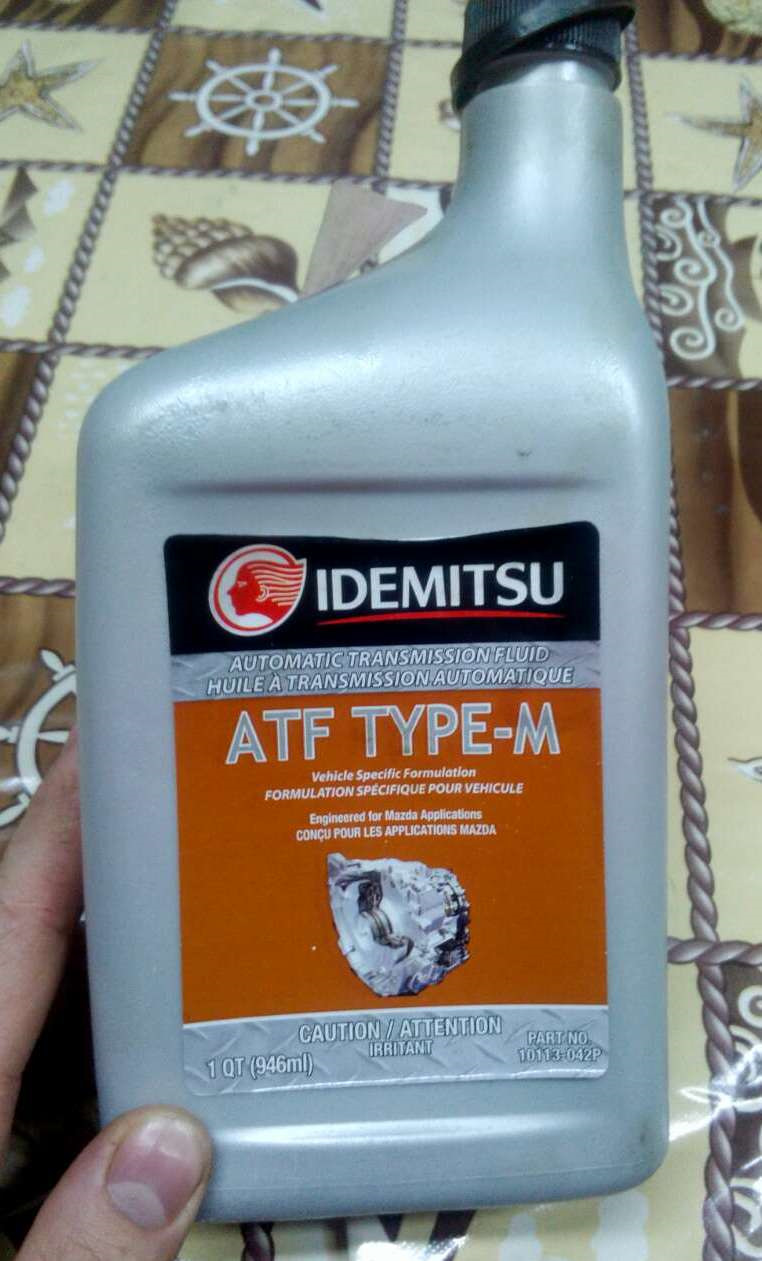 IDEMITSU
AUTOMATIC TRANSMISSION FLUID
HUILE À TRANSMISSION AUTOMATIQUE
ATF TYPE-M
Vehicle Specific Formulation
FORMULATION SPÉCIFIQUE POUR VEHICULE
Engineered for Mazda Applications
CONÇU POUR LES APPLICATIONS MAZDA
CAUTION / ATTENTION
IRRITANT
1 QT (946ml)
PART NO.
10113-042P